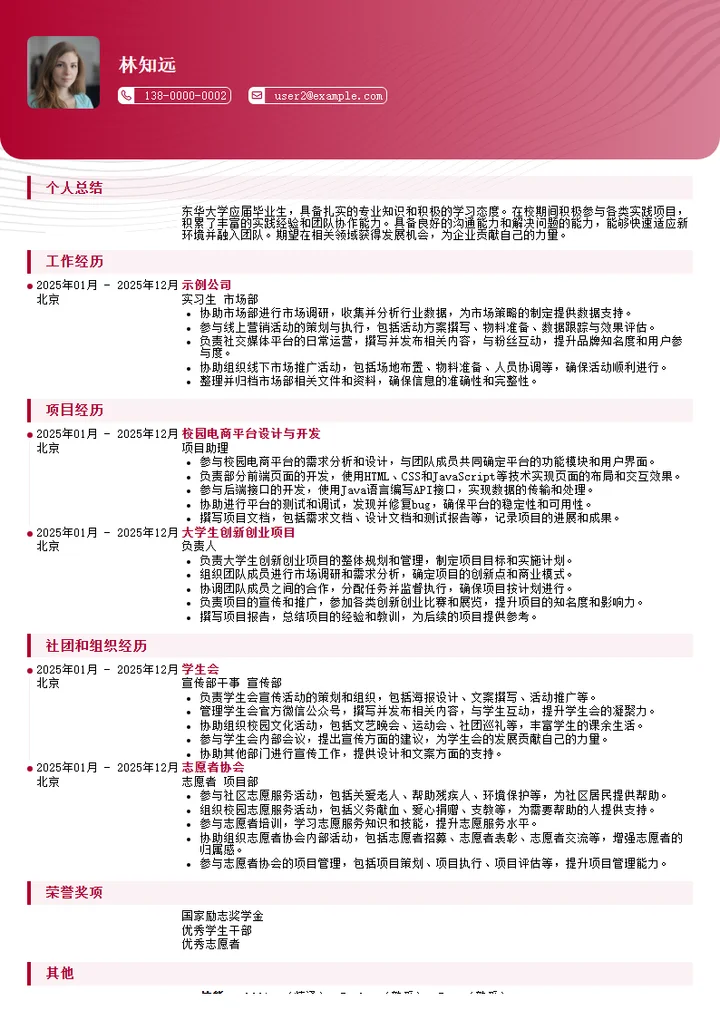 林知远
138-0000-0002 user2@example.com
个人总结
东华大学应届毕业生，具备扎实的专业知识和积极的学习态度。在校期间积极参与各类实践项目，
积累了丰富的实践经验和团队协作能力。具备良好的沟通能力和解决问题的能力，能够快速适应新
环境并融入团队。期望在相关领域获得发展机会，为企业贡献自己的力量。
工作经历
2025年01月 - 2025年12月 示例公司
北京 实习生 市场部
• 协助市场部进行市场调研，收集并分析行业数据，为市场策略的制定提供数据支持。
• 参与线上营销活动的策划与执行，包括活动方案撰写、物料准备、数据跟踪与效果评估。
• 负责社交媒体平台的日常运营，撰写并发布相关内容，与粉丝互动，提升品牌知名度和用户参
与度。
• 协助组织线下市场推广活动，包括场地布置、物料准备、人员协调等，确保活动顺利进行。
• 整理并归档市场部相关文件和资料，确保信息的准确性和完整性。
项目经历
2025年01月 - 2025年12月 校园电商平台设计与开发
北京 项目助理
• 参与校园电商平台的需求分析和设计，与团队成员共同确定平台的功能模块和用户界面。
• 负责部分前端页面的开发，使用HTML、CSS和JavaScript等技术实现页面的布局和交互效果。
• 参与后端接口的开发，使用Java语言编写API接口，实现数据的传输和处理。
• 协助进行平台的测试和调试，发现并修复bug，确保平台的稳定性和可用性。
• 撰写项目文档，包括需求文档、设计文档和测试报告等，记录项目的进展和成果。
2025年01月 - 2025年12月 大学生创新创业项目
北京 负责人
• 负责大学生创新创业项目的整体规划和管理，制定项目目标和实施计划。
• 组织团队成员进行市场调研和需求分析，确定项目的创新点和商业模式。
• 协调团队成员之间的合作，分配任务并监督执行，确保项目按计划进行。
• 负责项目的宣传和推广，参加各类创新创业比赛和展览，提升项目的知名度和影响力。
• 撰写项目报告，总结项目的经验和教训，为后续的项目提供参考。
社团和组织经历
2025年01月 - 2025年12月 学生会
北京 宣传部干事 宣传部
• 负责学生会宣传活动的策划和组织，包括海报设计、文案撰写、活动推广等。
• 管理学生会官方微信公众号，撰写并发布相关内容，与学生互动，提升学生会的凝聚力。
• 协助组织校园文化活动，包括文艺晚会、运动会、社团巡礼等，丰富学生的课余生活。
• 参与学生会内部会议，提出宣传方面的建议，为学生会的发展贡献自己的力量。
• 协助其他部门进行宣传工作，提供设计和文案方面的支持。
2025年01月 - 2025年12月 志愿者协会
北京 志愿者 项目部
• 参与社区志愿服务活动，包括关爱老人、帮助残疾人、环境保护等，为社区居民提供帮助。
• 组织校园志愿服务活动，包括义务献血、爱心捐赠、支教等，为需要帮助的人提供支持。
• 参与志愿者培训，学习志愿服务知识和技能，提升志愿服务水平。
• 协助组织志愿者协会内部活动，包括志愿者招募、志愿者表彰、志愿者交流等，增强志愿者的
归属感。
• 参与志愿者协会的项目管理，包括项目策划、项目执行、项目评估等，提升项目管理能力。
荣誉奖项
国家励志奖学金
优秀学生干部
优秀志愿者
其他